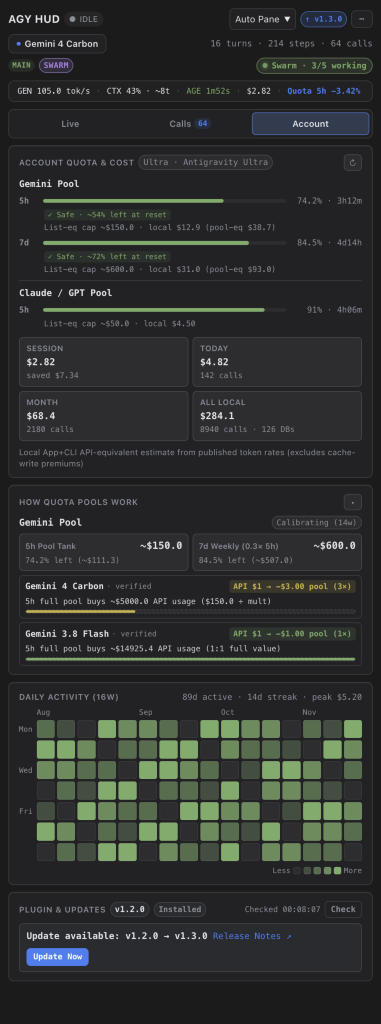 AGY HUD IDLE Auto Pane ▼ ↑ v1.3.0 ⋯
Gemini 4 Carbon 16 turns · 214 steps · 64 calls
MAIN SWARM Swarm · 3/5 working
GEN 105.0 tok/s · CTX 43% · ~8t · AGE 1m52s · $2.82 · Quota 5h −3.42%
Live Calls 64 Account
ACCOUNT QUOTA & COST Ultra · Antigravity Ultra ↻
Gemini Pool
5h 74.2% · 3h12m
✓ Safe · ~54% left at reset
List-eq cap ~$150.0 · local $12.9 (pool-eq $38.7)
7d 84.5% · 4d14h
✓ Safe · ~72% left at reset
List-eq cap ~$600.0 · local $31.0 (pool-eq $93.0)
Claude / GPT Pool
5h 91% · 4h06m
List-eq cap ~$50.0 · local $4.50
SESSION TODAY
$2.82 $4.82
saved $7.34 142 calls
MONTH ALL LOCAL
$68.4 $284.1
2180 calls 8940 calls · 126 DBs
Local App+CLI API-equivalent estimate from published token rates (excludes cache-
write premiums)
HOW QUOTA POOLS WORK
Gemini Pool Calibrating (14w)
5h Pool Tank ~$150.0 7d Weekly (0.3× 5h) ~$600.0
74.2% left (~$111.3) 84.5% left (~$507.0)
Gemini 4 Carbon · verified API $1 → ~$3.00 pool (3×)
5h full pool buys ~$5000.0 API usage ($150.0 ÷ mult)
Gemini 3.8 Flash · verified API $1 → ~$1.00 pool (1×)
5h full pool buys ~$14925.4 API usage (1:1 full value)
DAILY ACTIVITY (16W) 89d active · 14d streak · peak $5.20
Aug Sep Oct Nov
Mon
Wed
Fri
Less More
PLUGIN & UPDATES v1.2.0 Installed Checked 00:08:07 Check
Update available: v1.2.0 → v1.3.0 Release Notes ↗
Update Now